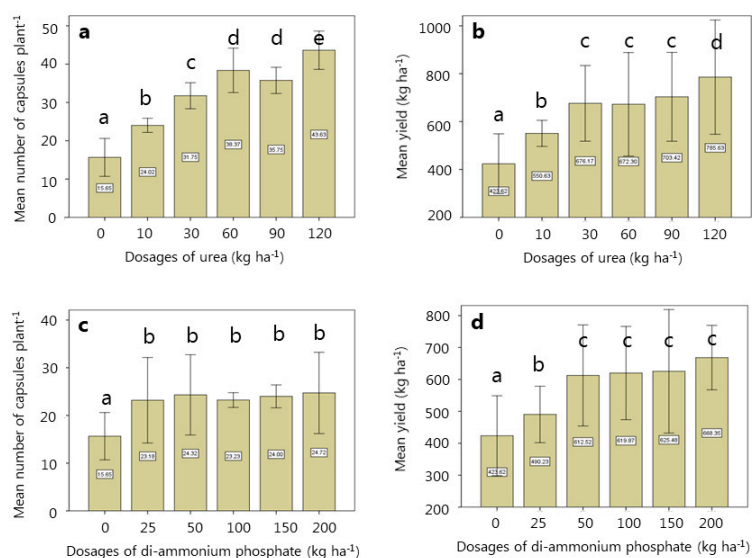 a
Mean number of capsules plant-1
50
40
30
20
10
0
a b c d d e
15.65 24.02 31.75 38.37 35.75 43.63
0 10 30 60 90 120
Dosages of urea (kg ha-1)
b
Mean yield (kg ha-1)
1000
800
600
400
200
a b c c c d
423.62 550.63 676.17 672.30 703.42 785.63
0 10 30 60 90 120
Dosages of urea (kg ha-1)
c
Mean number of capsules plant-1
40
30
20
10
0
a b b b b b
15.65 23.18 24.32 23.23 24.00 24.72
0 25 50 100 150 200
Dosages of di-ammonium phosphate (kg ha-1)
d
Mean yield (kg ha-1)
800
700
600
500
400
300
200
a b c c c c
423.62 490.23 612.52 619.87 625.48 668.35
0 25 50 100 150 200
Dosages of di-ammonium phosphate (kg ha-1)